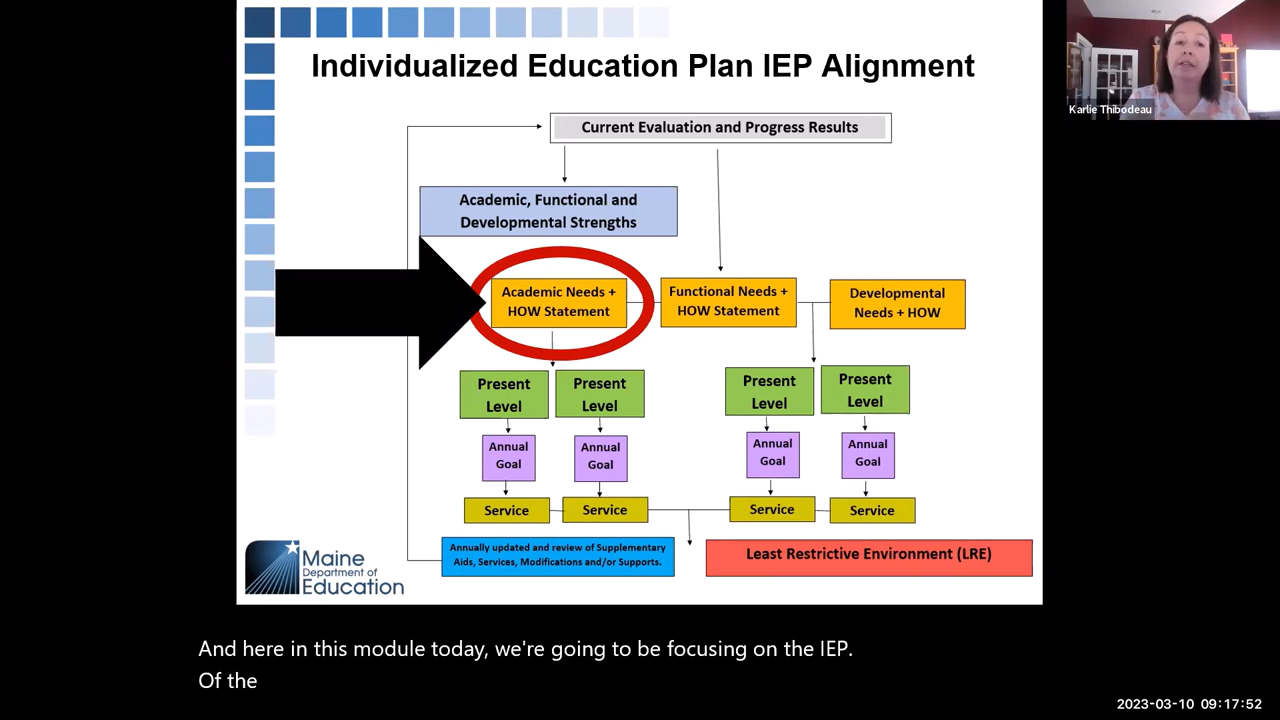 Individualized Education Plan IEP Alignment
Karlie Thibodeau
Current Evaluation and Progress Results
Academic, Functional and
Developmental Strengths
Academic Needs +
HOW Statement
Functional Needs +
HOW Statement
Developmental
Needs + HOW
Present
Level
Present
Level
Present
Level
Present
Level
Annual
Goal
Annual
Goal
Annual
Goal
Annual
Goal
Service
Service
Service
Service
Annually updated and review of Supplementary
Aids, Services, Modifications and/or Supports.
Least Restrictive Environment (LRE)
Maine
Department of
Education
And here in this module today, we're going to be focusing on the IEP.
Of the
2023-03-10 09:17:52